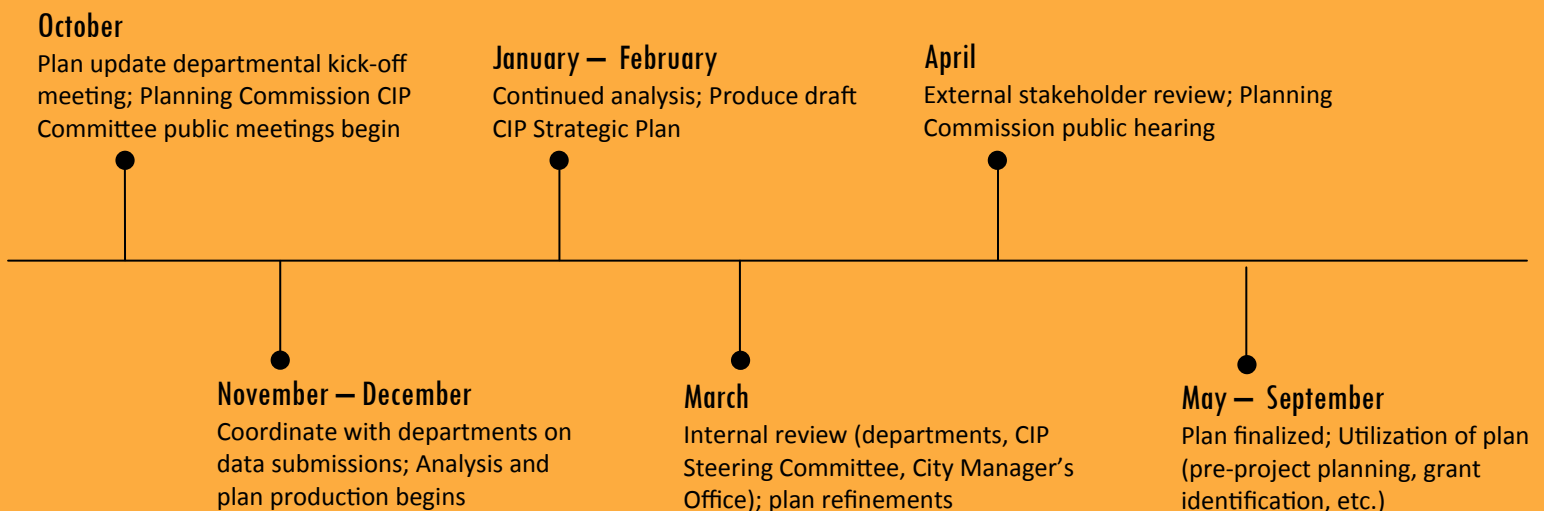 October
Plan update departmental kick-off
meeting; Planning Commission CIP
Committee public meetings begin
November – December
Coordinate with departments on
data submissions; Analysis and
plan production begins
January – February
Continued analysis; Produce draft
CIP Strategic Plan
March
Internal review (departments, CIP
Steering Committee, City Manager's
Office); plan refinements
April
External stakeholder review; Planning
Commission public hearing
May – September
Plan finalized; Utilization of plan
(pre-project planning, grant
identification, etc.)